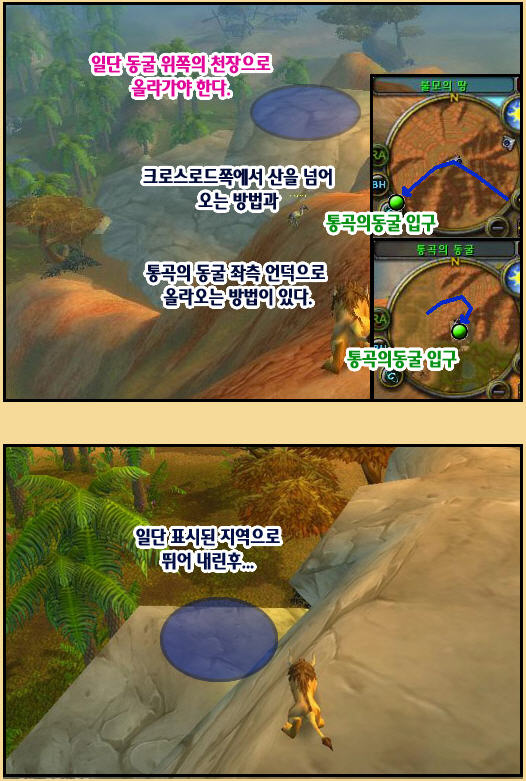 일단 동굴 위쪽의 천장으로
올라가야 한다.
불모의 땅
N
크로스로드쪽에서 산을 넘어
오는 방법과
통곡의동굴 입구
통곡의 동굴
N
통곡의 동굴 좌측 언덕으로
올라오는 방법이 있다.
통곡의동굴 입구
일단 표시된 지역으로
뛰어 내린후...